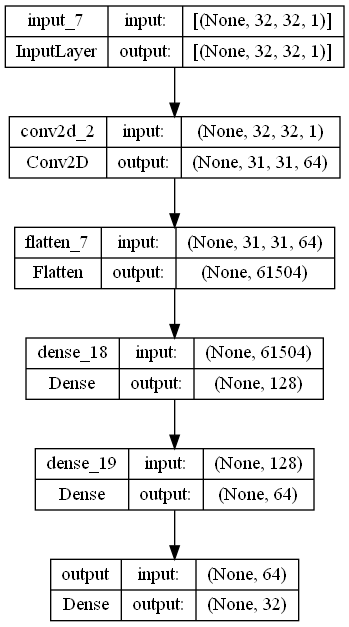 input_7 input: [(None, 32, 32, 1)]
InputLayer output: [(None, 32, 32, 1)]
conv2d_2 input: (None, 32, 32, 1)
Conv2D output: (None, 31, 31, 64)
flatten_7 input: (None, 31, 31, 64)
Flatten output: (None, 61504)
dense_18 input: (None, 61504)
Dense output: (None, 128)
dense_19 input: (None, 128)
Dense output: (None, 64)
output input: (None, 64)
Dense output: (None, 32)